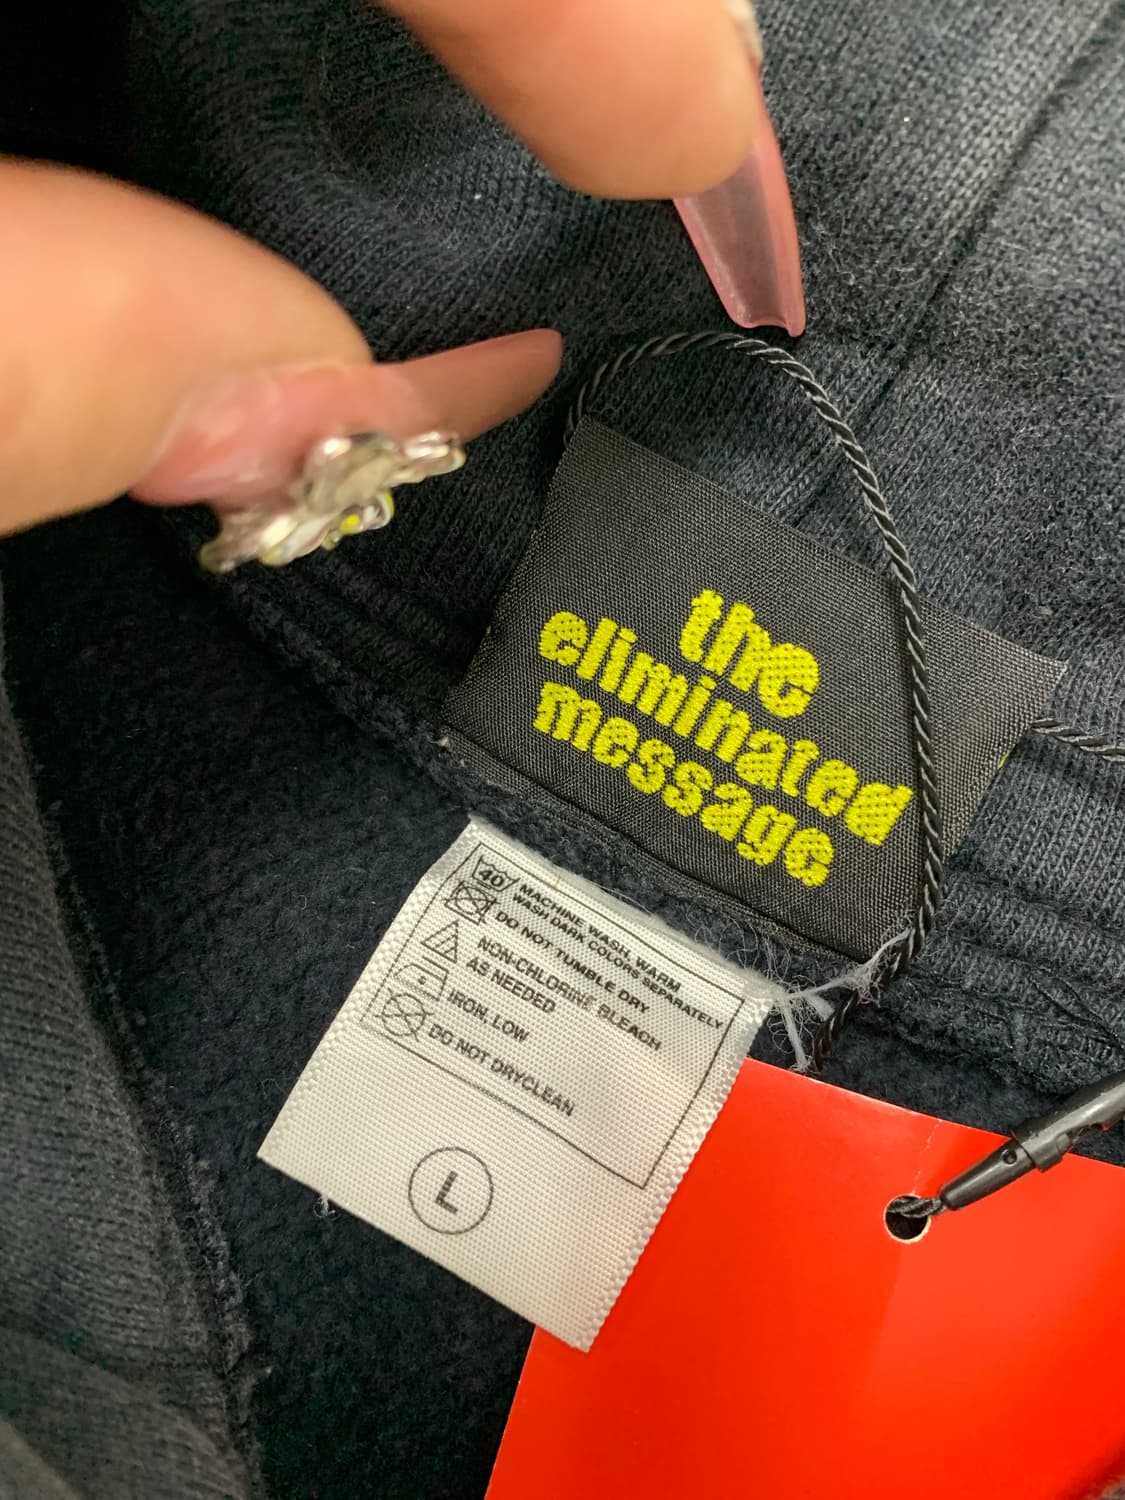 the
eliminated
message
40
MACHINE WASH, WARM
WASH DARK COLORS SEPARATELY
DO NOT TUMBLE DRY
NON-CHLORINE BLEACH
AS NEEDED
IRON, LOW
DO NOT DRYCLEAN
L